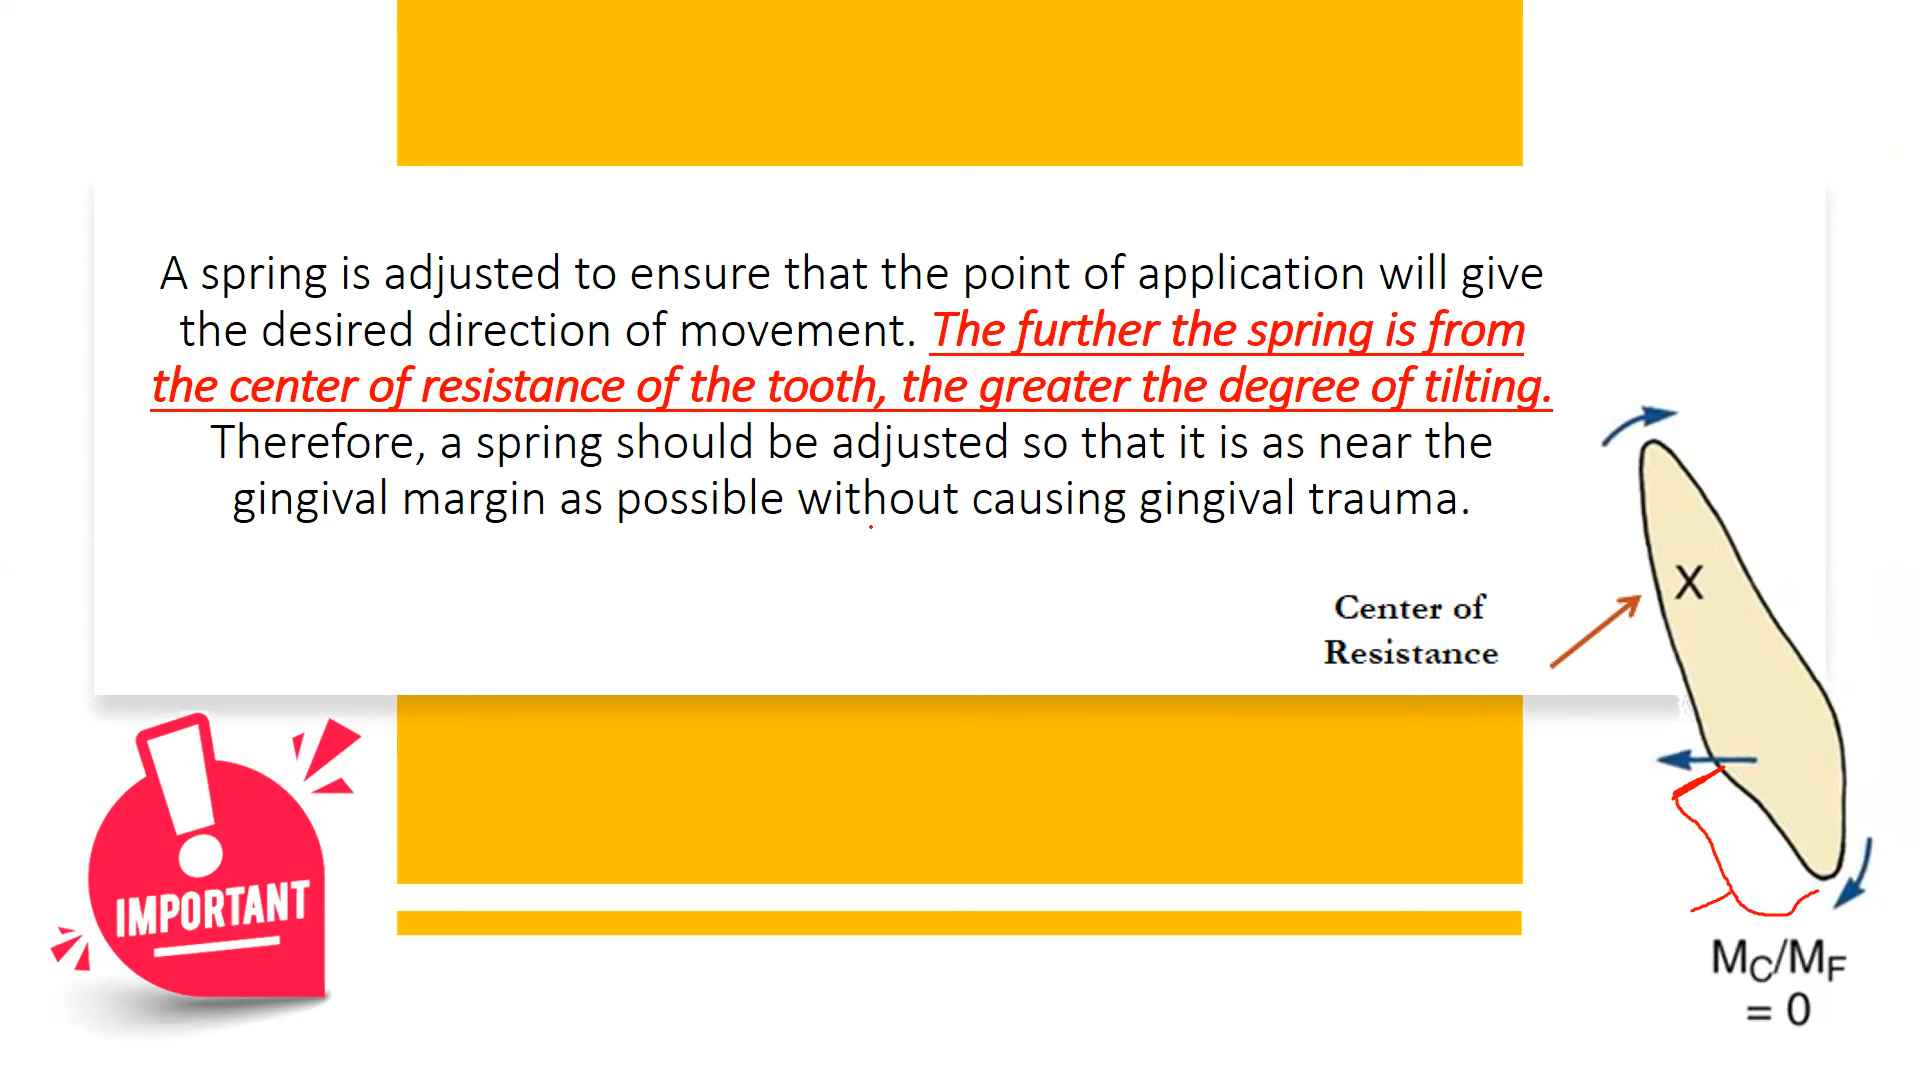 A spring is adjusted to ensure that the point of application will give
the desired direction of movement. The further the spring is from
the center of resistance of the tooth, the greater the degree of tilting.
Therefore, a spring should be adjusted so that it is as near the
gingival margin as possible without causing gingival trauma.
Center of
Resistance
X
IMPORTANT
MC/MF
= 0